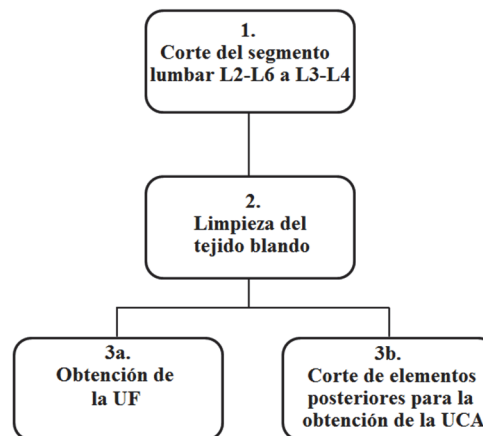 1.
Corte del segmento
lumbar L2-L6 a L3-L4
2.
Limpieza del
tejido blando
3a.
Obtención de
la UF
3b.
Corte de elementos
posteriores para la
obtención de la UCA